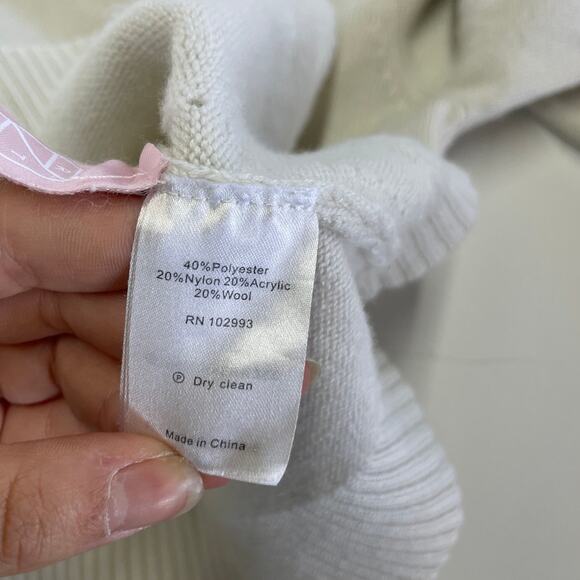 40%Polyester
20%Nylon 20%Acrylic
20%Wool
RN 102993
Ⓟ Dry clean
Made in China